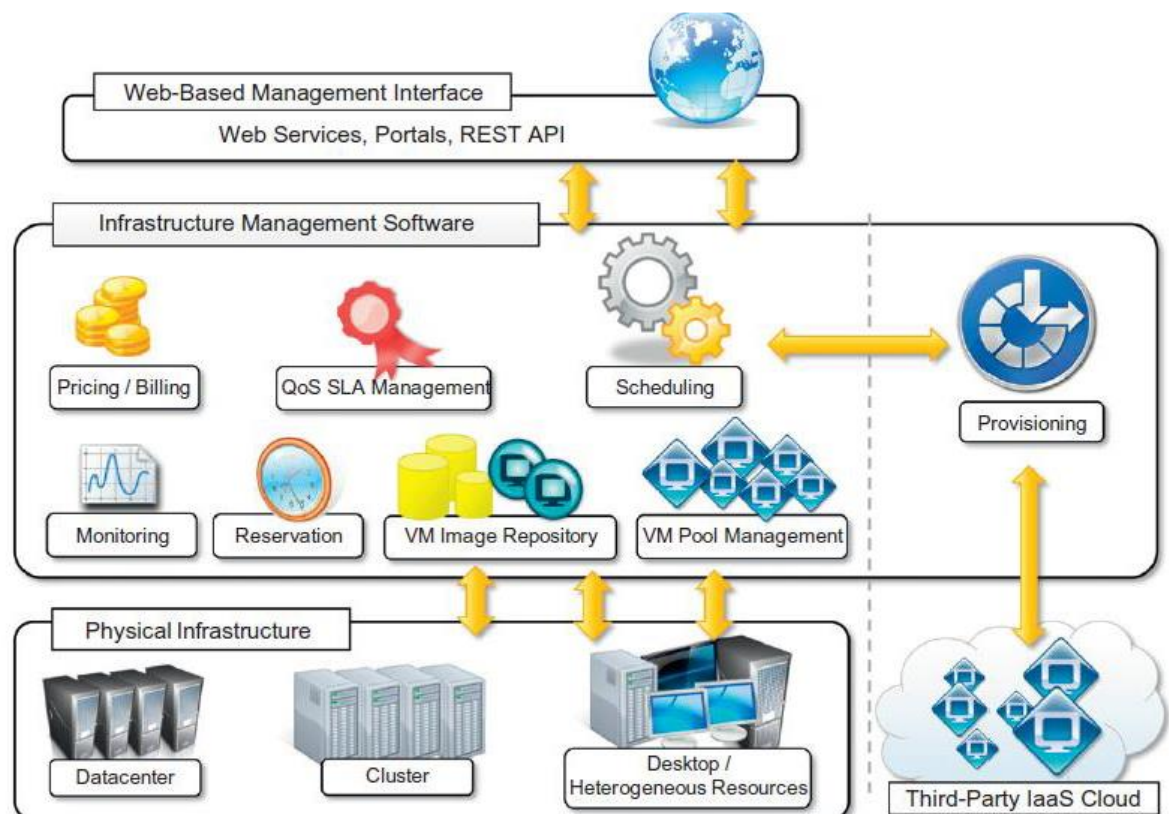 Web-Based Management Interface
Web Services, Portals, REST API
Infrastructure Management Software
Pricing / Billing
QoS SLA Management
Scheduling
Provisioning
Monitoring
Reservation
VM Image Repository
VM Pool Management
Physical Infrastructure
Datacenter
Cluster
Desktop /
Heterogeneous Resources
Third-Party IaaS Cloud